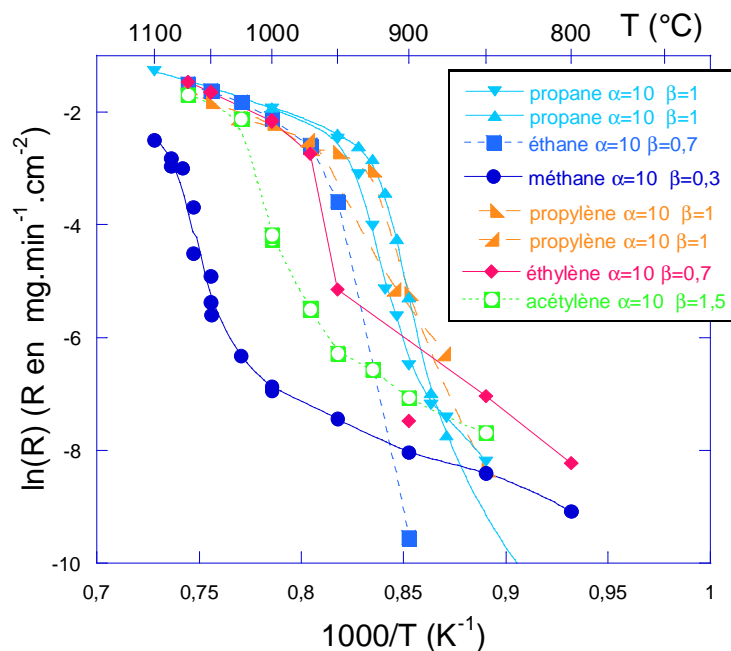 1100 1000 900 800 T (°C)
propane α=10 β=1
propane α=10 β=1
éthane α=10 β=0,7
méthane α=10 β=0,3
propylène α=10 β=1
propylène α=10 β=1
éthylène α=10 β=0,7
acétylène α=10 β=1,5
ln(R) (R en mg.min⁻¹.cm⁻²)
-2
-4
-6
-8
-10
0,7 0,75 0,8 0,85 0,9 0,95 1
1000/T (K⁻¹)